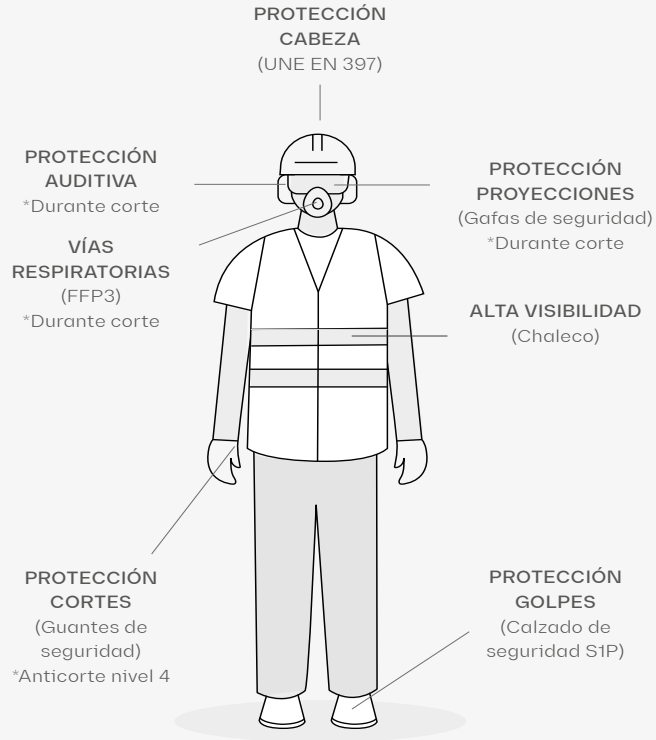 PROTECCIÓN
CABEZA
(UNE EN 397)
PROTECCIÓN
AUDITIVA
*Durante corte
VÍAS
RESPIRATORIAS
(FFP3)
*Durante corte
PROTECCIÓN
PROYECCIONES
(Gafas de seguridad)
*Durante corte
ALTA VISIBILIDAD
(Chaleco)
PROTECCIÓN
CORTES
(Guantes de
seguridad)
*Anticorte nivel 4
PROTECCIÓN
GOLPES
(Calzado de
seguridad S1P)